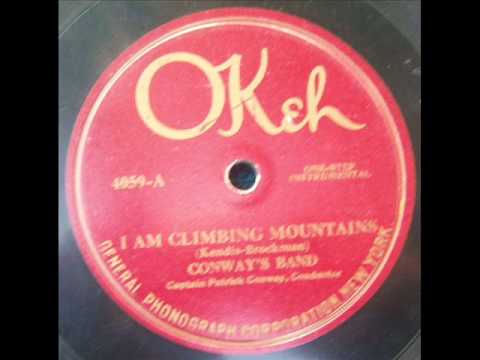 OKeh
4059-A
ONE-STEP
INSTRUMENTAL
I AM CLIMBING MOUNTAINS
(Kendis-Brockman)
CONWAY'S BAND
Captain Patrick Conway, Conductor
GENERAL PHONOGRAPH CORPORATION NEW YORK